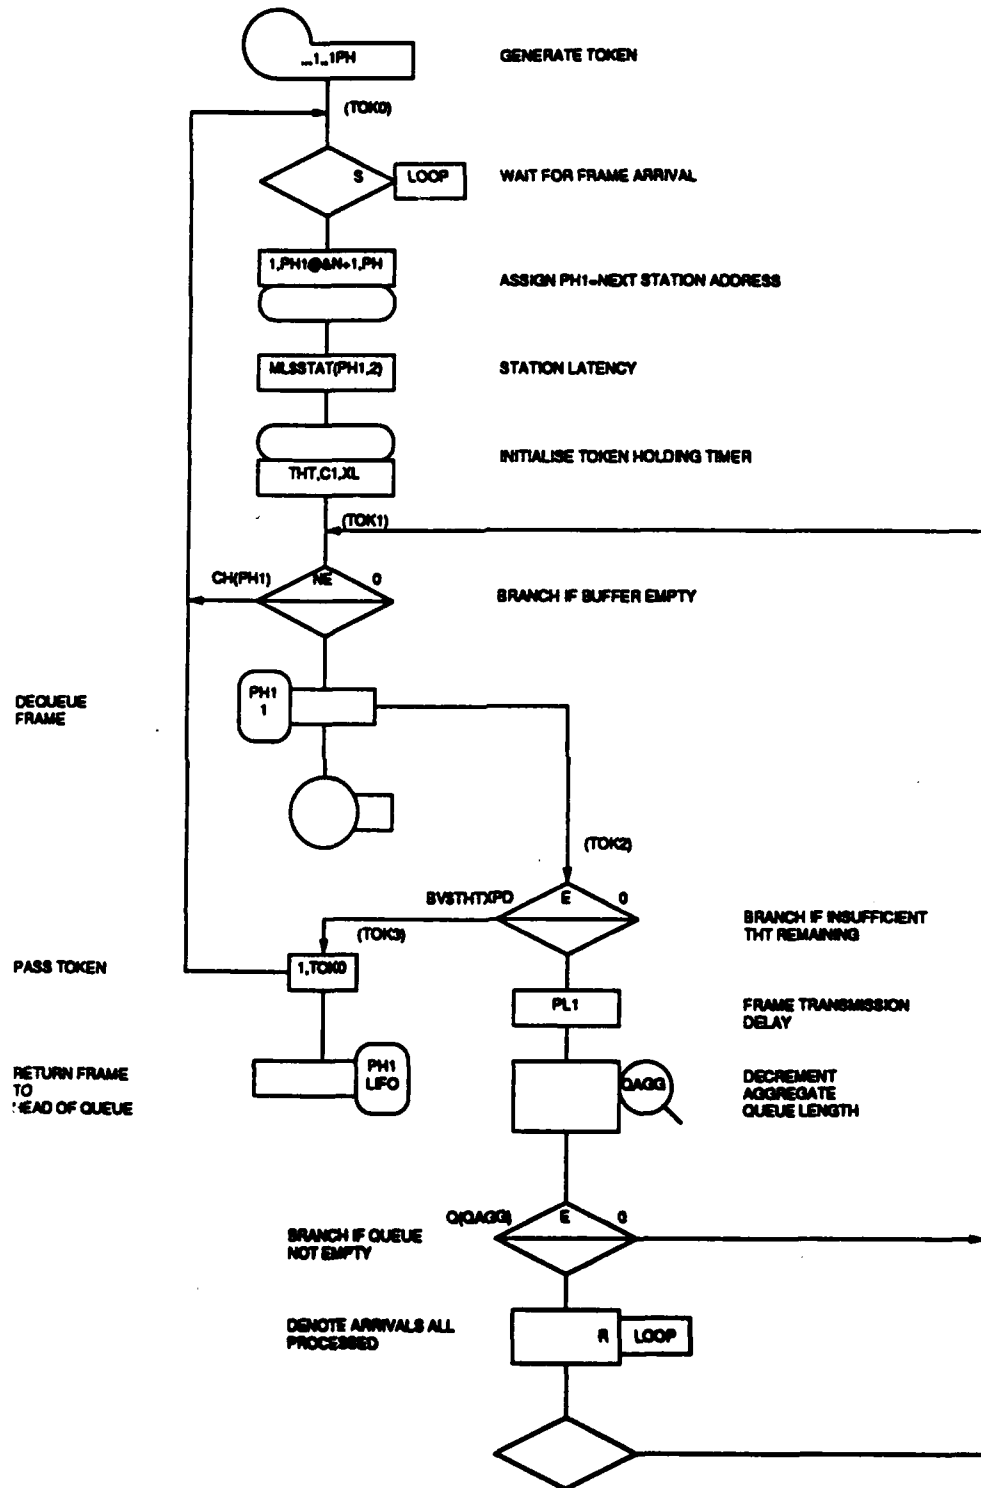 ...1,,1PH
GENERATE TOKEN
(TOK0)
S
LOOP
WAIT FOR FRAME ARRIVAL
1,PH1@&N+1,PH
ASSIGN PH1=NEXT STATION ADDRESS
ML$STAT(PH1,2)
STATION LATENCY
INITIALISE TOKEN HOLDING TIMER
THT,C1,XL
(TOK1)
CH(PH1)
NE
0
BRANCH IF BUFFER EMPTY
DEQUEUE
FRAME
PH1
1
(TOK2)
BV$THTXPD
E
0
BRANCH IF INSUFFICIENT
THT REMAINING
(TOK3)
PASS TOKEN
1,TOK0
PL1
FRAME TRANSMISSION
DELAY
RETURN FRAME
TO
HEAD OF QUEUE
PH1
LIFO
QAGG
DECREMENT
AGGREGATE
QUEUE LENGTH
Q(QAGG)
E
0
BRANCH IF QUEUE
NOT EMPTY
DENOTE ARRIVALS ALL
PROCESSED
R
LOOP